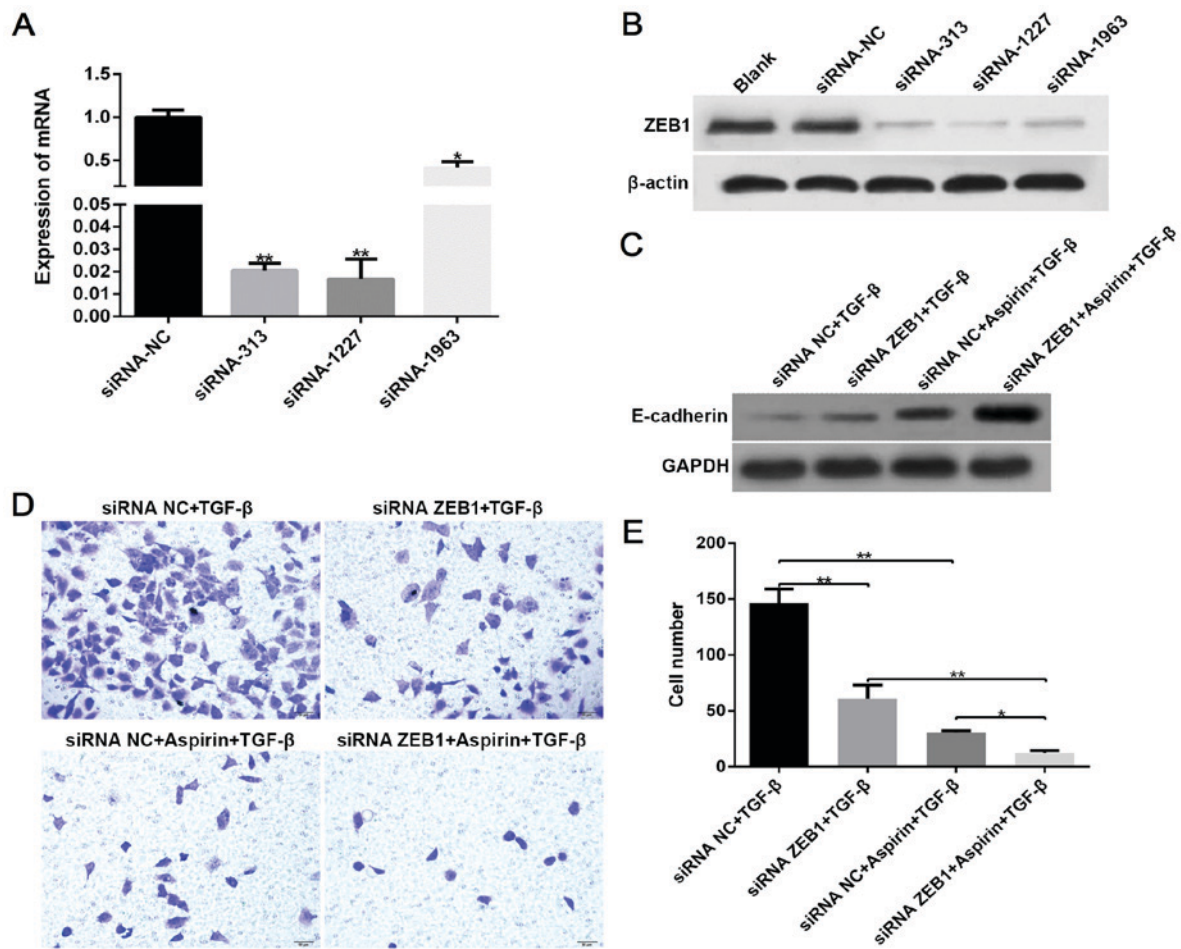 A
Expression of mRNA
1.5
1.0
0.5
0.05
0.04
0.03
0.02
0.01
0.00
*
**
**
siRNA-NC
siRNA-313
siRNA-1227
siRNA-1963
B
Blank
siRNA-NC
siRNA-313
siRNA-1227
siRNA-1963
ZEB1
β-actin
C
siRNA NC+TGF-β
siRNA ZEB1+TGF-β
siRNA NC+Aspirin+TGF-β
siRNA ZEB1+Aspirin+TGF-β
E-cadherin
GAPDH
D
siRNA NC+TGF-β
siRNA ZEB1+TGF-β
siRNA NC+Aspirin+TGF-β
siRNA ZEB1+Aspirin+TGF-β
E
Cell number
200
150
100
50
0
**
**
**
*
siRNA NC+TGF-β
siRNA ZEB1+TGF-β
siRNA NC+Aspirin+TGF-β
siRNA ZEB1+Aspirin+TGF-β